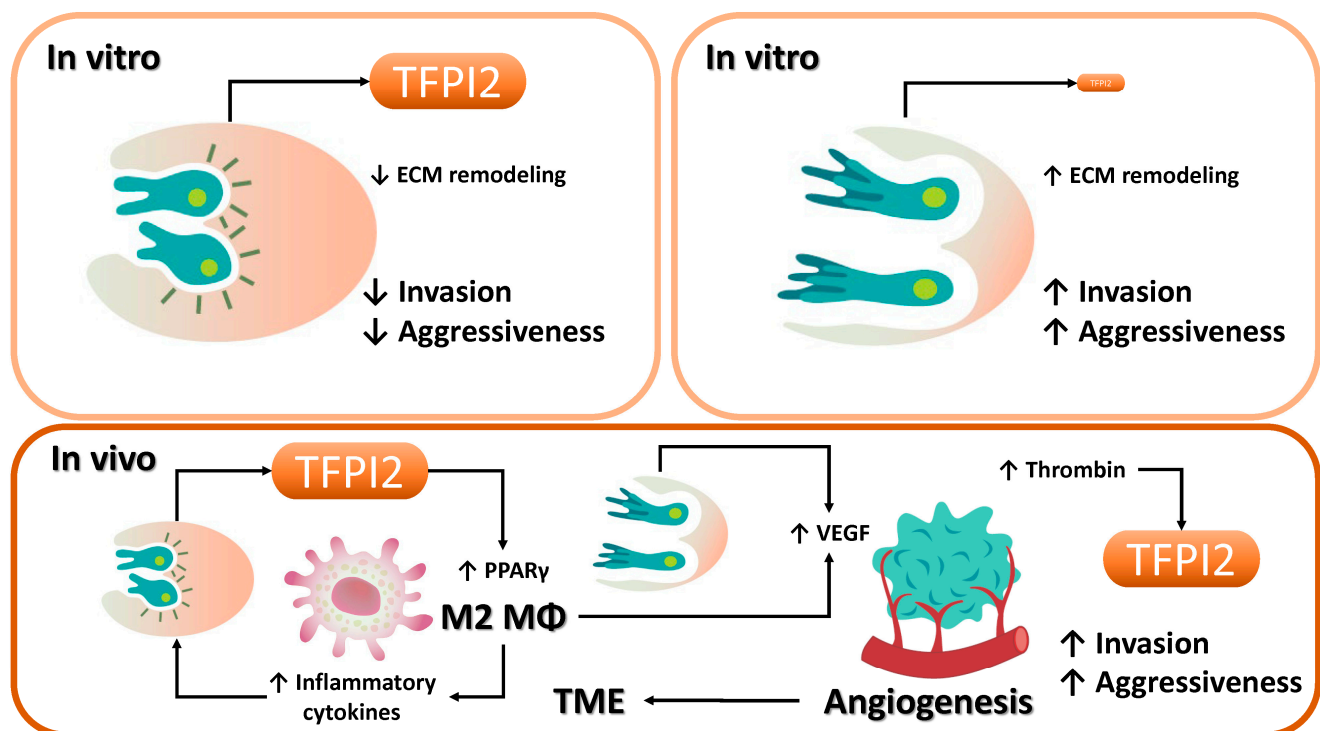 In vitro
TFPI2
↓ ECM remodeling
↓ Invasion
↓ Aggressiveness
In vitro
TFPI2
↑ ECM remodeling
↑ Invasion
↑ Aggressiveness
In vivo
TFPI2
↑ PPARγ
M2 MΦ
↑ Inflammatory
cytokines
↑ VEGF
TME
Angiogenesis
↑ Thrombin
TFPI2
↑ Invasion
↑ Aggressiveness